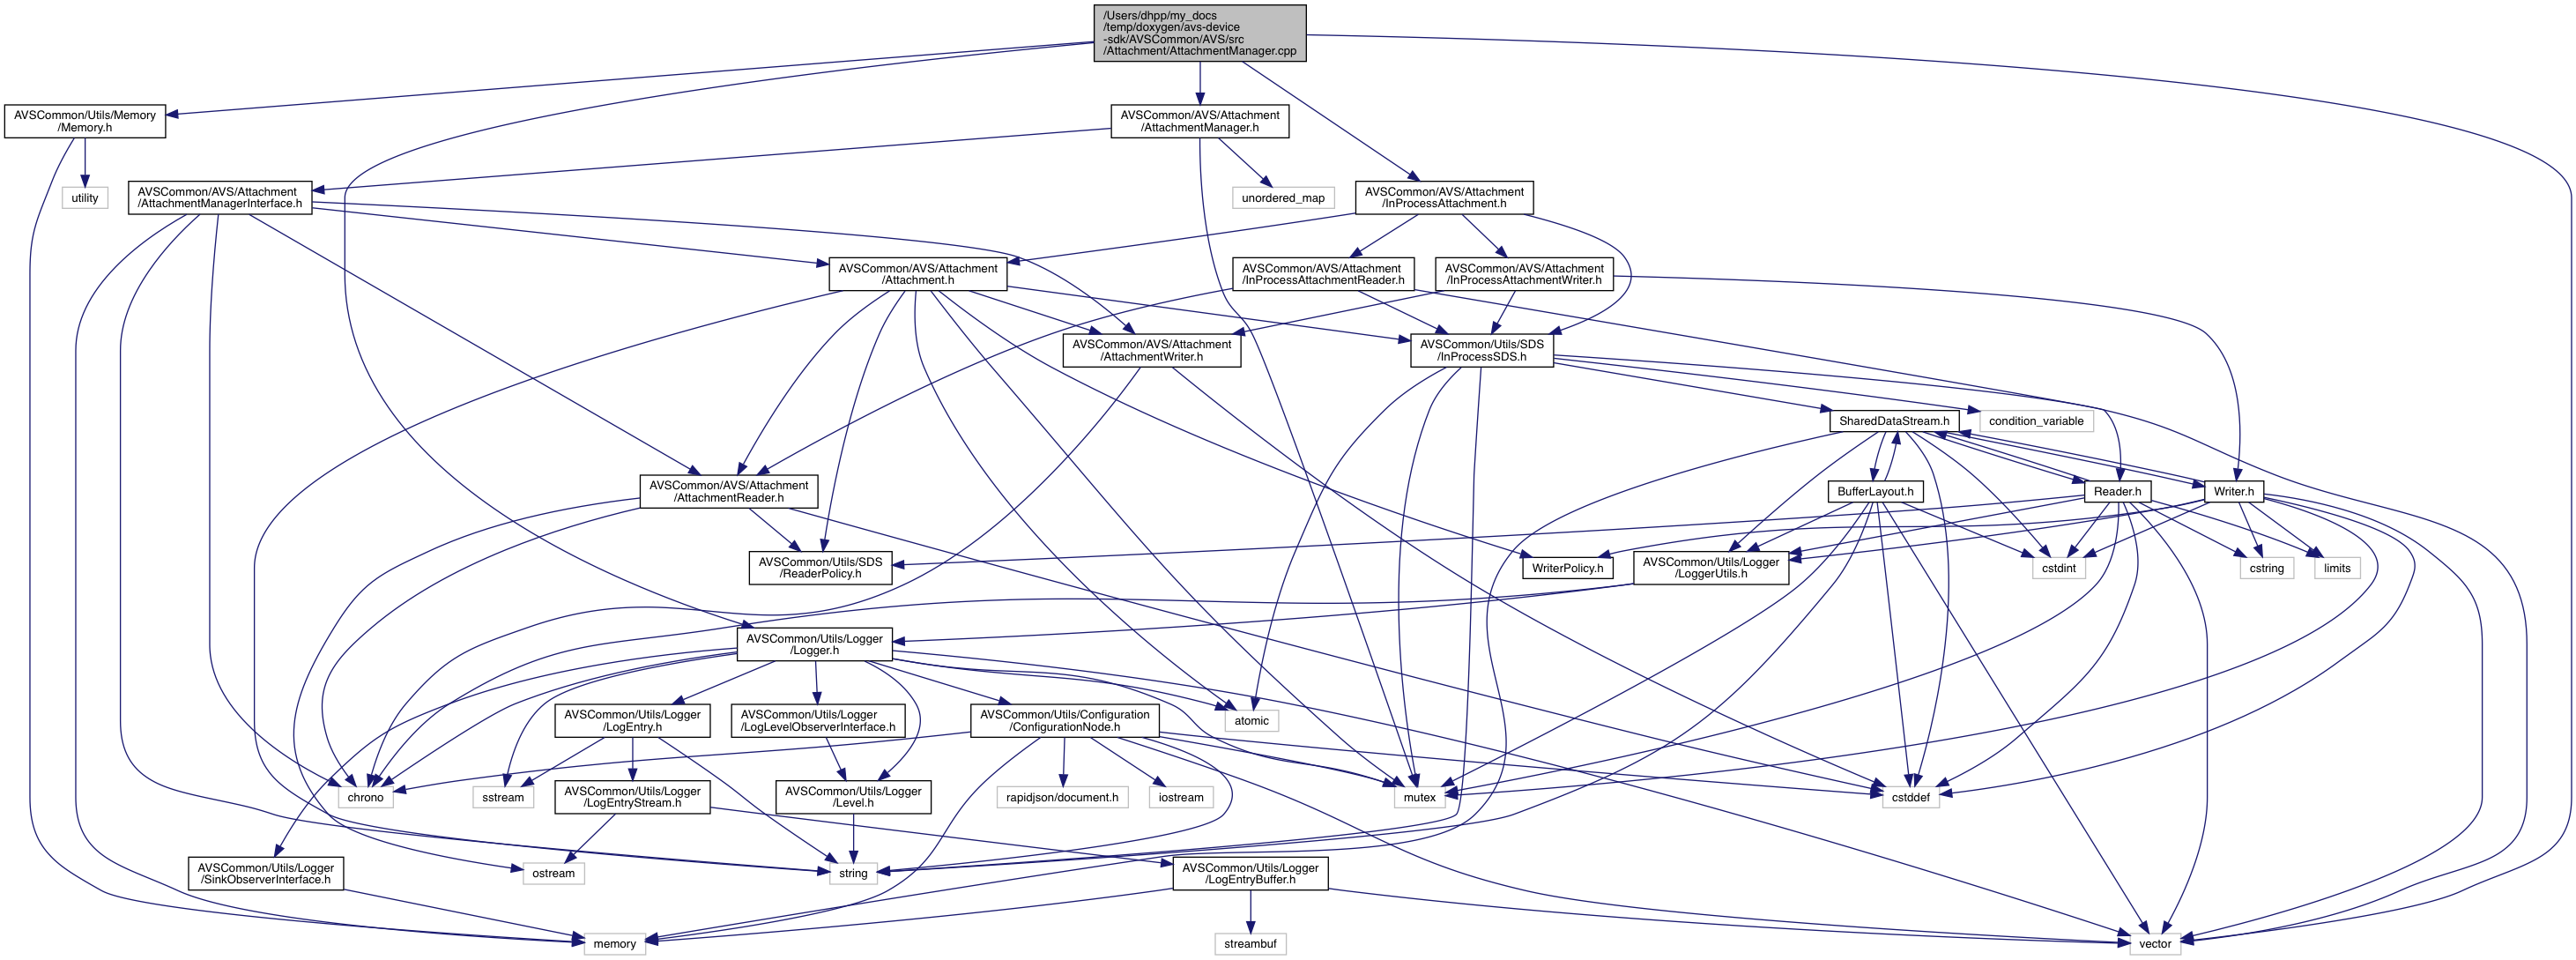 /Users/dhpp/my_docs
/temp/doxygen/avs-device
-sdk/AVSCommon/AVS/src
/Attachment/AttachmentManager.cpp
AVSCommon/Utils/Memory
/Memory.h
AVSCommon/AVS/Attachment
/AttachmentManager.h
utility
AVSCommon/AVS/Attachment
/AttachmentManagerInterface.h
unordered_map
AVSCommon/AVS/Attachment
/InProcessAttachment.h
AVSCommon/AVS/Attachment
/Attachment.h
AVSCommon/AVS/Attachment
/InProcessAttachmentReader.h
AVSCommon/AVS/Attachment
/InProcessAttachmentWriter.h
AVSCommon/AVS/Attachment
/AttachmentWriter.h
AVSCommon/Utils/SDS
/InProcessSDS.h
SharedDataStream.h
condition_variable
AVSCommon/AVS/Attachment
/AttachmentReader.h
BufferLayout.h
Reader.h
Writer.h
AVSCommon/Utils/SDS
/ReaderPolicy.h
WriterPolicy.h
AVSCommon/Utils/Logger
/LoggerUtils.h
cstdint
cstring
limits
AVSCommon/Utils/Logger
/Logger.h
AVSCommon/Utils/Logger
/LogEntry.h
AVSCommon/Utils/Logger
/LogLevelObserverInterface.h
AVSCommon/Utils/Configuration
/ConfigurationNode.h
atomic
chrono
sstream
AVSCommon/Utils/Logger
/LogEntryStream.h
AVSCommon/Utils/Logger
/Level.h
rapidjson/document.h
iostream
mutex
cstddef
AVSCommon/Utils/Logger
/SinkObserverInterface.h
ostream
string
AVSCommon/Utils/Logger
/LogEntryBuffer.h
memory
streambuf
vector